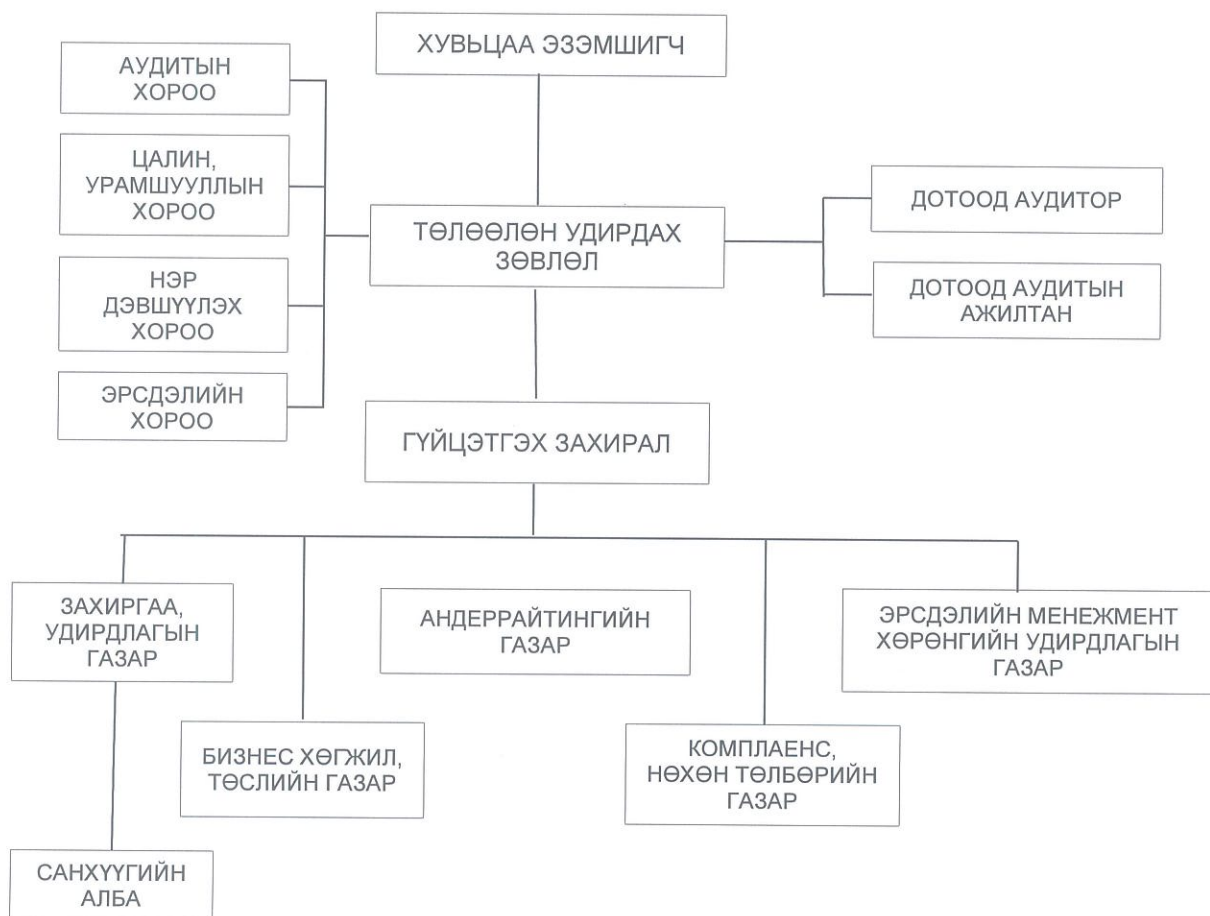 ХУВЬЦАА ЭЗЭМШИГЧ
АУДИТЫН
ХОРОО
ЦАЛИН,
УРАМШУУЛЛЫН
ХОРОО
НЭР
ДЭВШҮҮЛЭХ
ХОРОО
ЭРСДЭЛИЙН
ХОРОО
ТӨЛӨӨЛӨН УДИРДАХ
ЗӨВЛӨЛ
ДОТООД АУДИТОР
ДОТООД АУДИТЫН
АЖИЛТАН
ГҮЙЦЭТГЭХ ЗАХИРАЛ
ЗАХИРГАА,
УДИРДЛАГЫН
ГАЗАР
АНДЕРРАЙТИНГИЙН
ГАЗАР
ЭРСДЭЛИЙН МЕНЕЖМЕНТ
ХӨРӨНГИЙН УДИРДЛАГЫН
ГАЗАР
БИЗНЕС ХӨГЖИЛ,
ТӨСЛИЙН ГАЗАР
КОМПЛАЕНС,
НӨХӨН ТӨЛБӨРИЙН
ГАЗАР
САНХҮҮГИЙН
АЛБА